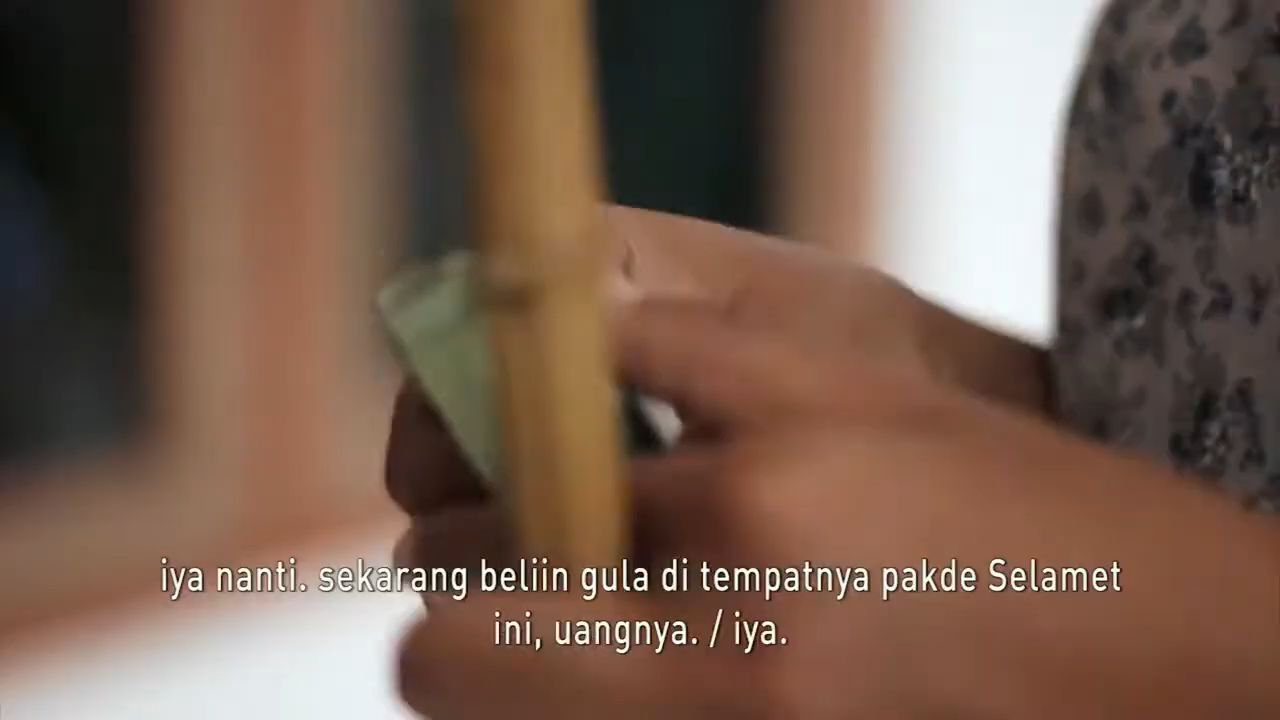 iya nanti. sekarang beliin gula di tempatnya pakde Selamet
ini, uangnya. / iya.